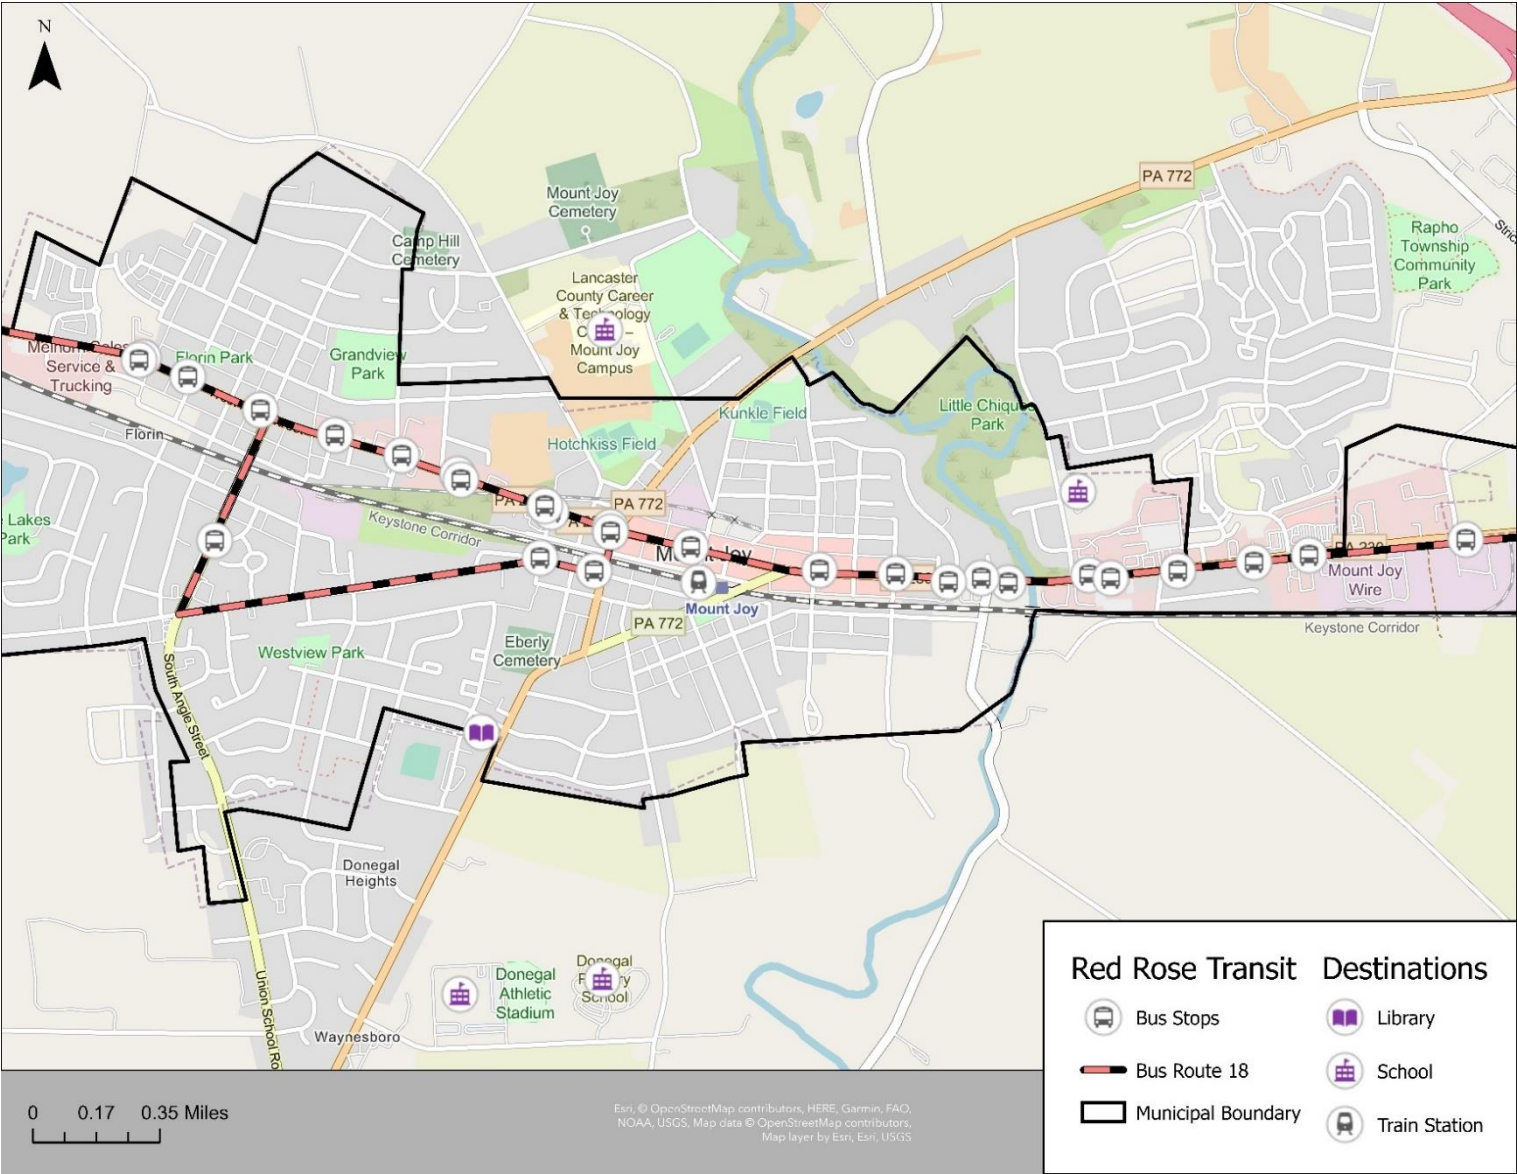 N
PA 772
Mount Joy
Cemetery
Rapho
Township
Community
Park
Camp Hill
Cemetery
Lancaster
County Career
& Technology
Mount Joy
Campus
Service &
Trucking
Florin Park
Grandview
Park
Florin
Kunkle Field
Hotchkiss Field
Little Chiques
Park
PA 772
Keystone Corridor
Lakes
Park
Mount Joy
Wire
Mount Joy
PA 772
Keystone Corridor
Eberly
Cemetery
Westview Park
South Angle Street
Donegal
Heights
Donegal
Athletic
Stadium
Donegal
School
Union School Ro
Waynesboro
Red Rose Transit
Bus Stops
Bus Route 18
Municipal Boundary
Destinations
Library
School
Train Station
0 0.17 0.35 Miles
Esri, © OpenStreetMap contributors, HERE, Garmin, FAO,
NOAA, USGS, Map data © OpenStreetMap contributors,
Map layer by Esri, Esri, USGS